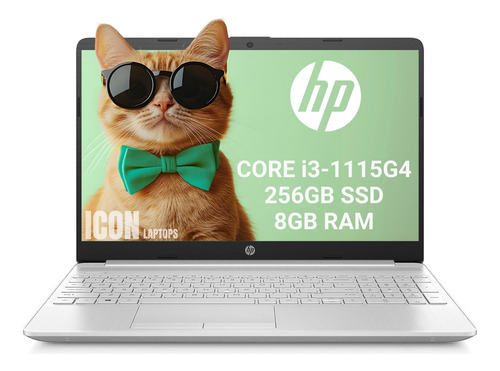 hp
CORE i3-1115G4
256GB SSD
8GB RAM
ICON LAPTOPS
hp